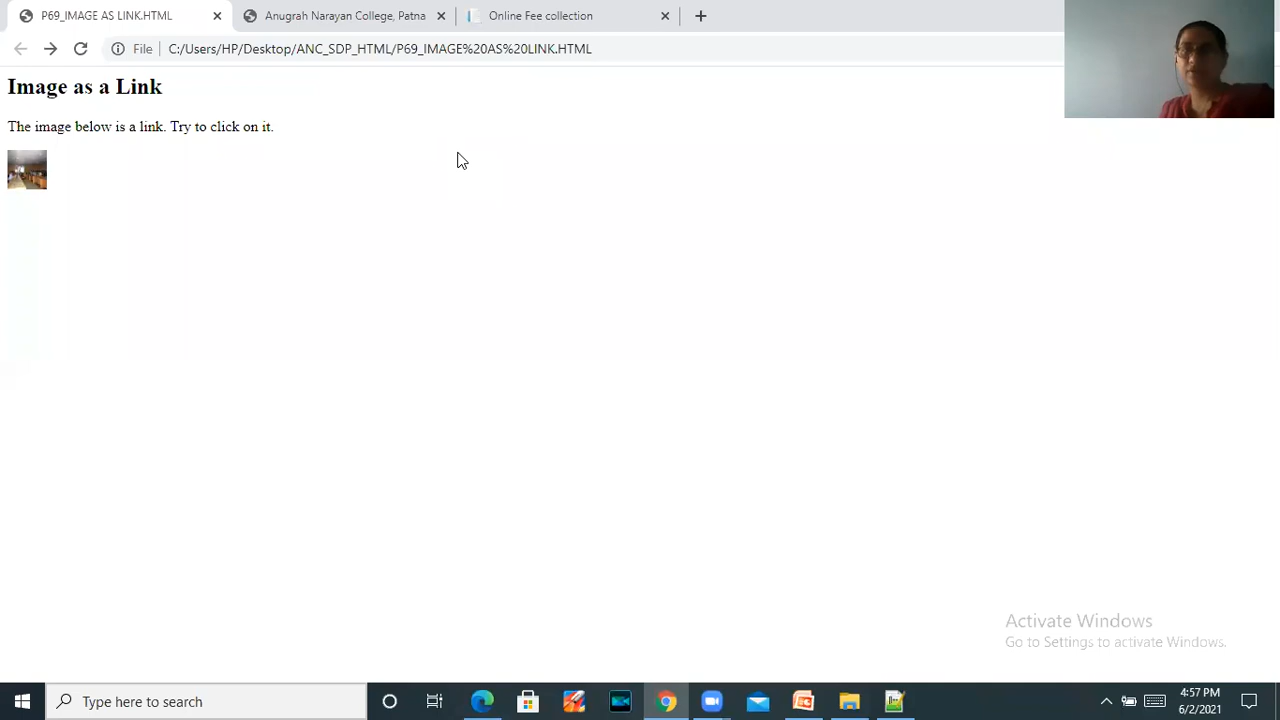 P69_IMAGE AS LINK.HTML
Anugrah Narayan College, Patna
Online Fee collection
File
C:/Users/HP/Desktop/ANC_SDP_HTML/P69_IMAGE%20AS%20LINK.HTML
Image as a Link
The image below is a link. Try to click on it.
Activate Windows
Go to Settings to activate Windows.
Type here to search
4:57 PM
6/2/2021